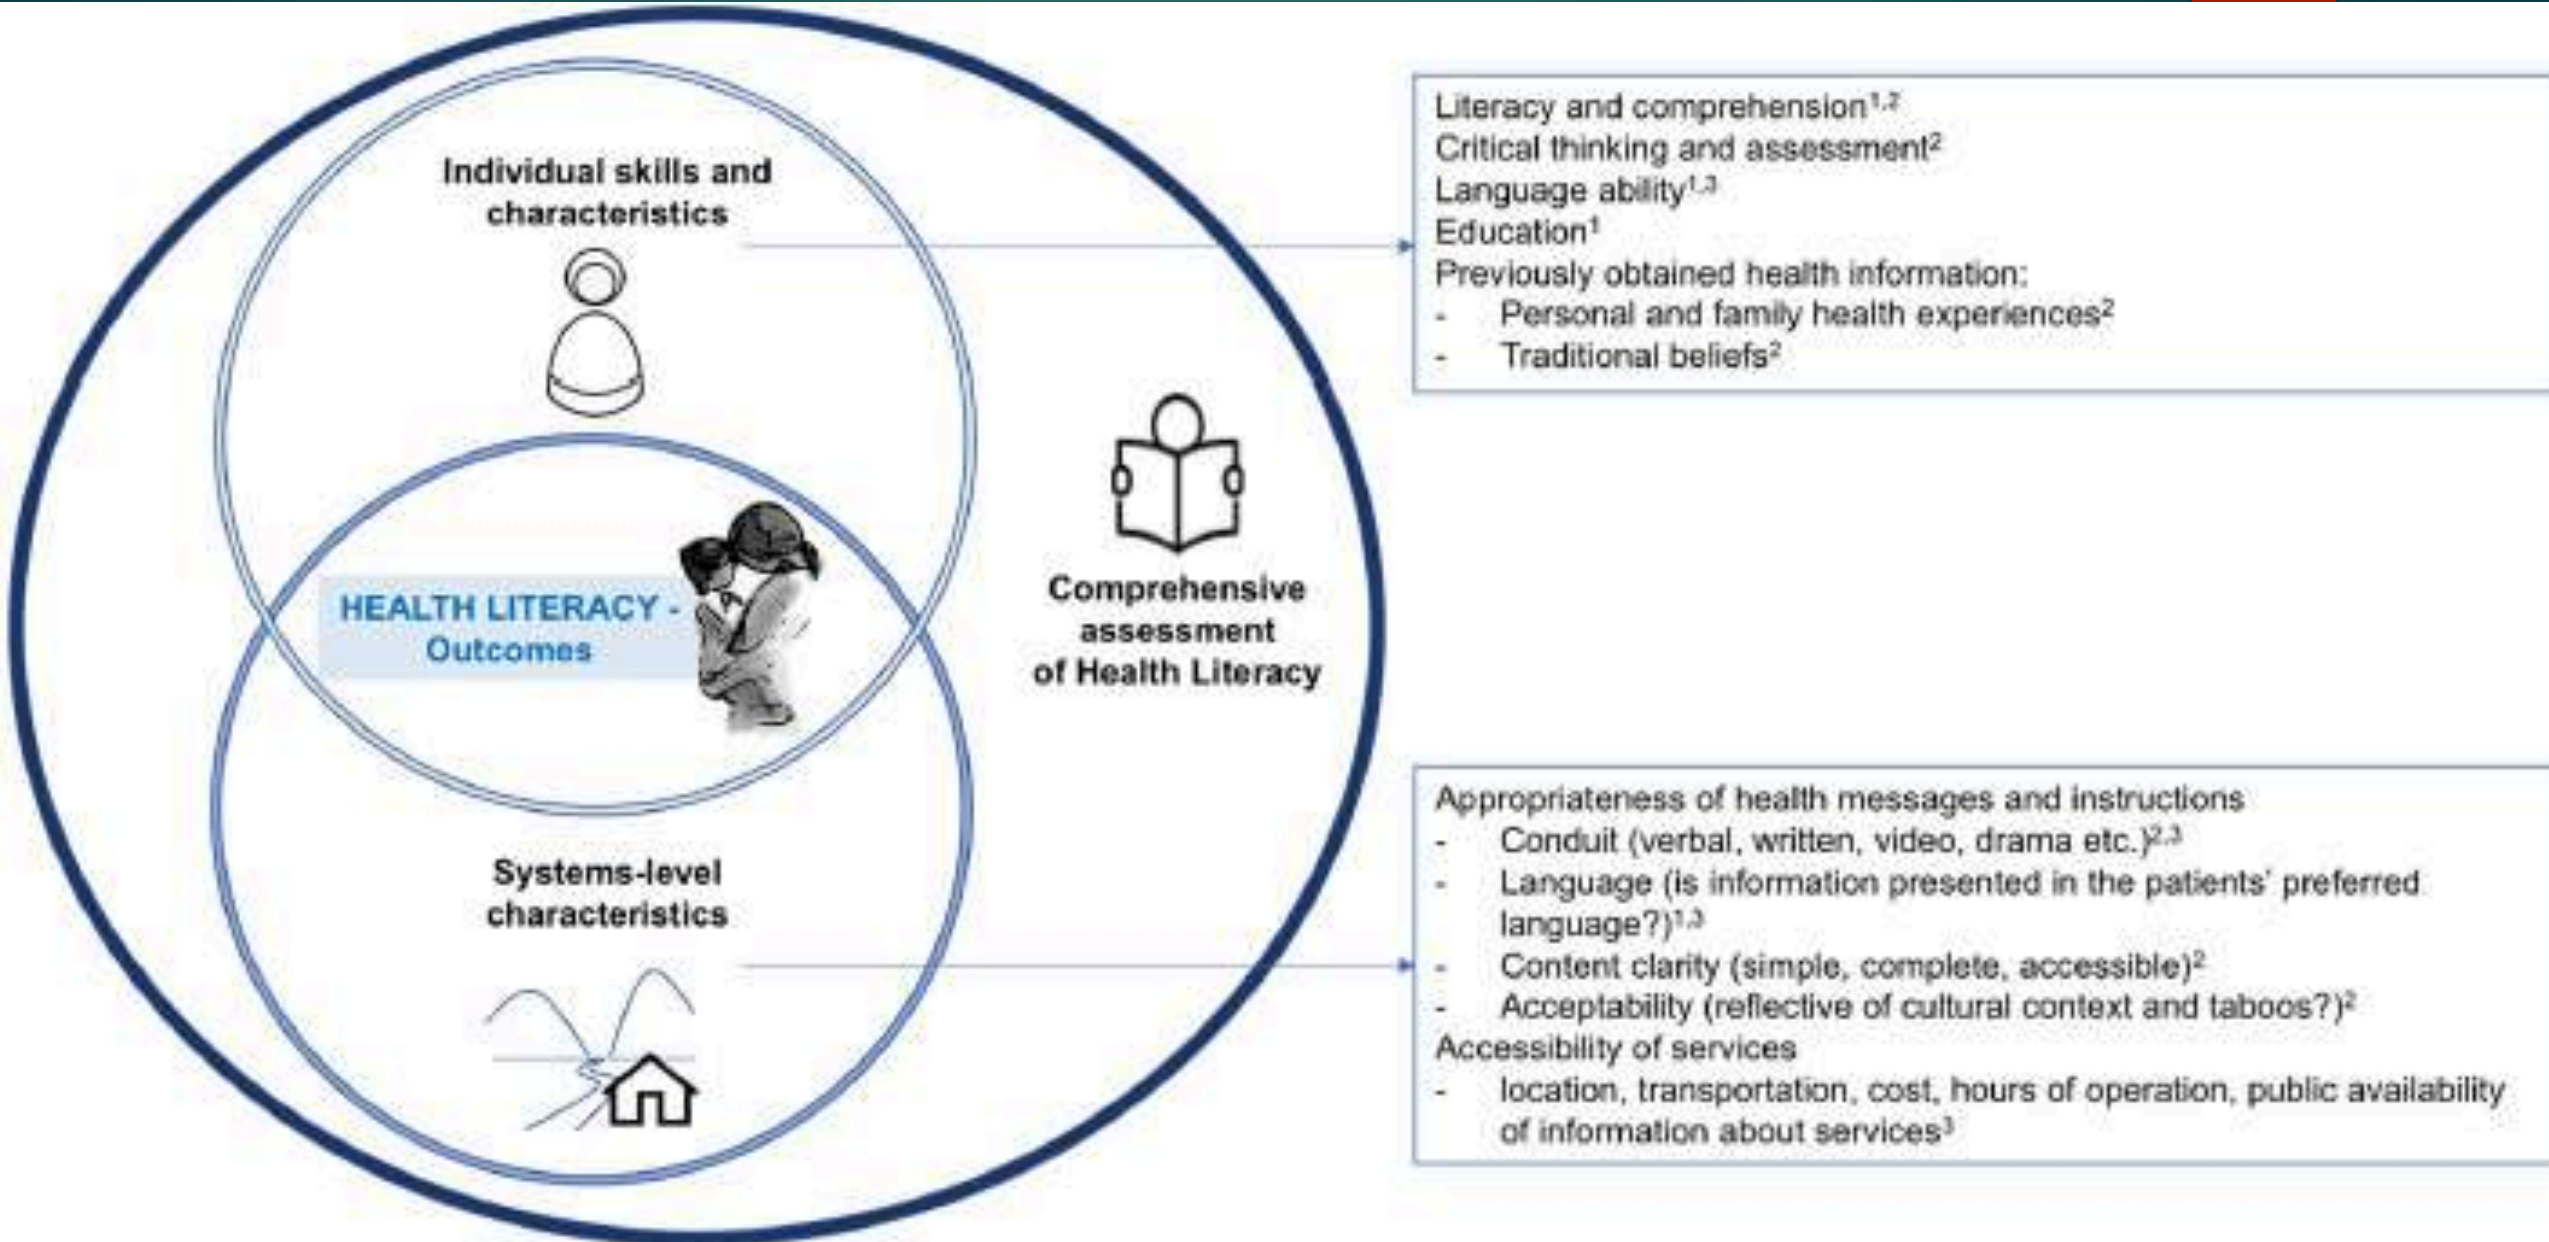 Individual skills and
characteristics
HEALTH LITERACY -
Outcomes
Systems-level
characteristics
Comprehensive
assessment
of Health Literacy
Literacy and comprehension¹,²
Critical thinking and assessment²
Language ability¹,³
Education¹
Previously obtained health information:
- Personal and family health experiences²
- Traditional beliefs²
Appropriateness of health messages and instructions
- Conduit (verbal, written, video, drama etc.)²,³
- Language (is information presented in the patients' preferred
language?)¹,³
- Content clarity (simple, complete, accessible)²
- Acceptability (reflective of cultural context and taboos?)²
Accessibility of services
- location, transportation, cost, hours of operation, public availability
of information about services³